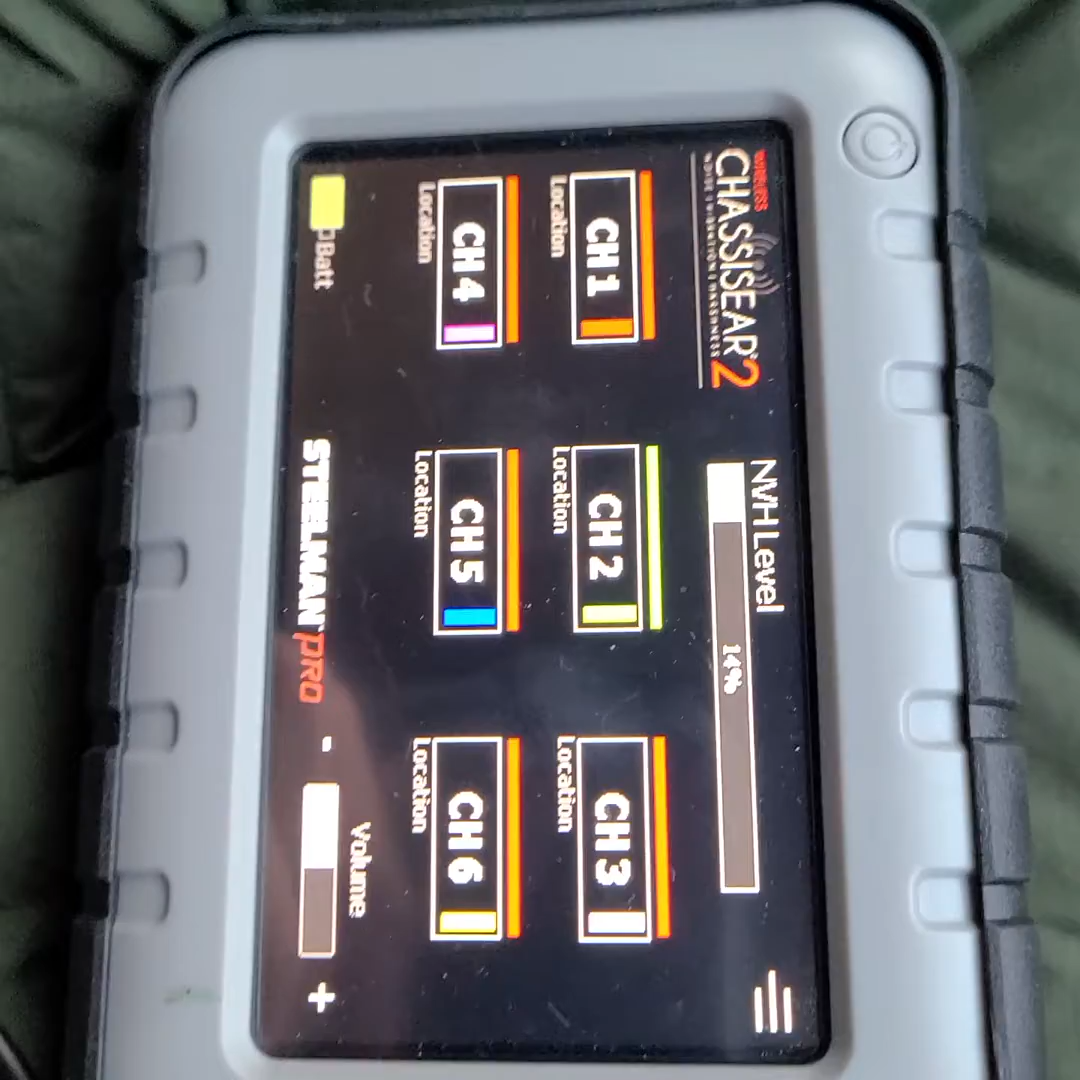 WIRELESS
CHASSISEAR®2
NOISE | VIBRATION | HARSHNESS
NVH Level
14%
CH 1
Location
CH 2
Location
CH 3
Location
CH 4
Location
CH 5
Location
CH 6
Location
Batt
STEELMAN PRO
Volume
- +